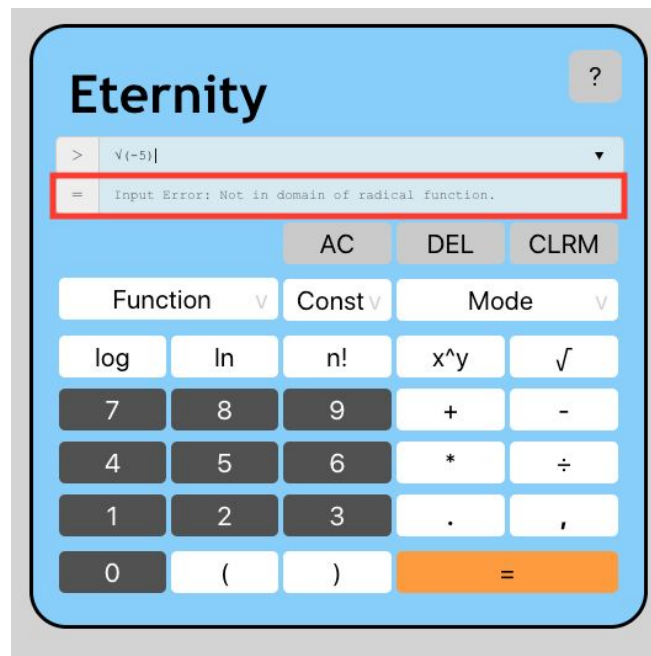 Eternity
?
> √(-5)| ▼
= Input Error: Not in domain of radical function.
AC DEL CLRM
Function v Const v Mode v
log ln n! x^y √
7 8 9 + -
4 5 6 * ÷
1 2 3 . ,
0 ( ) =